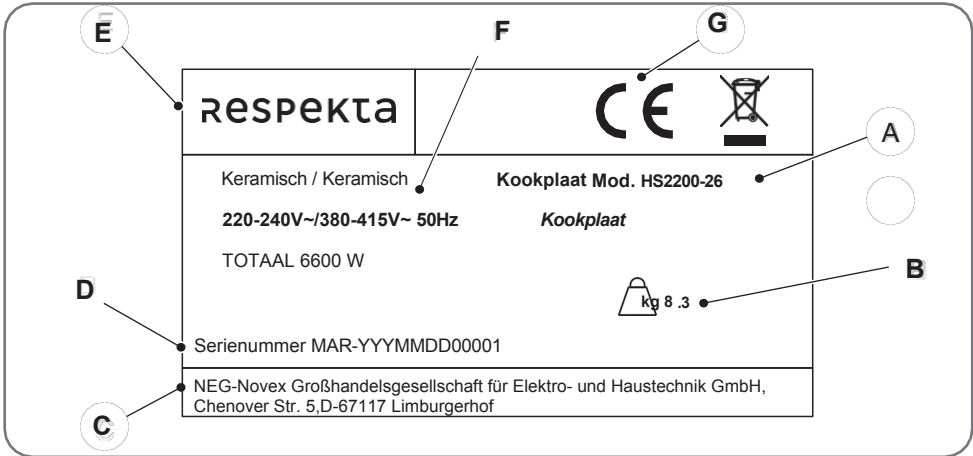 E
F
G
Respekta
CE
A
Keramisch / Keramisch
Kookplaat Mod. HS2200-26
220-240V~/380-415V~ 50Hz
Kookplaat
TOTAAL 6600 W
B
D
kg 8 .3
Serienummer MAR-YYYMMDD00001
NEG-Novex Großhandelsgesellschaft für Elektro- und Haustechnik GmbH,
Chenover Str. 5,D-67117 Limburgerhof
C